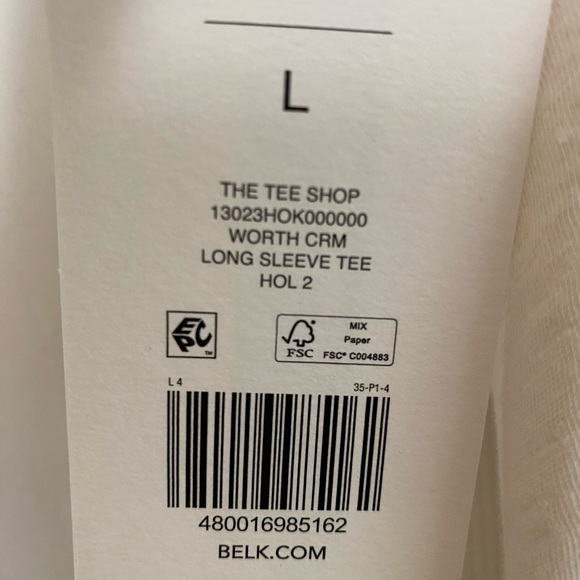 L
THE TEE SHOP
13023HOK000000
WORTH CRM
LONG SLEEVE TEE
HOL 2
EPC™
FSC
MIX
Paper
FSC® C004883
L 4 35-P1-4
480016985162
BELK.COM